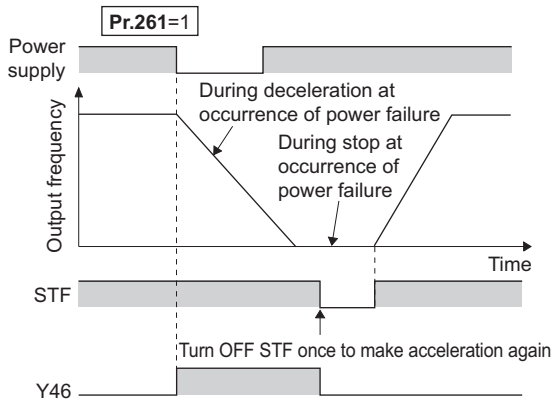 Pr.261=1
Power
supply
During deceleration at
occurrence of power failure
During stop at
occurrence of
power failure
Output frequency
Time
STF
Turn OFF STF once to make acceleration again
Y46